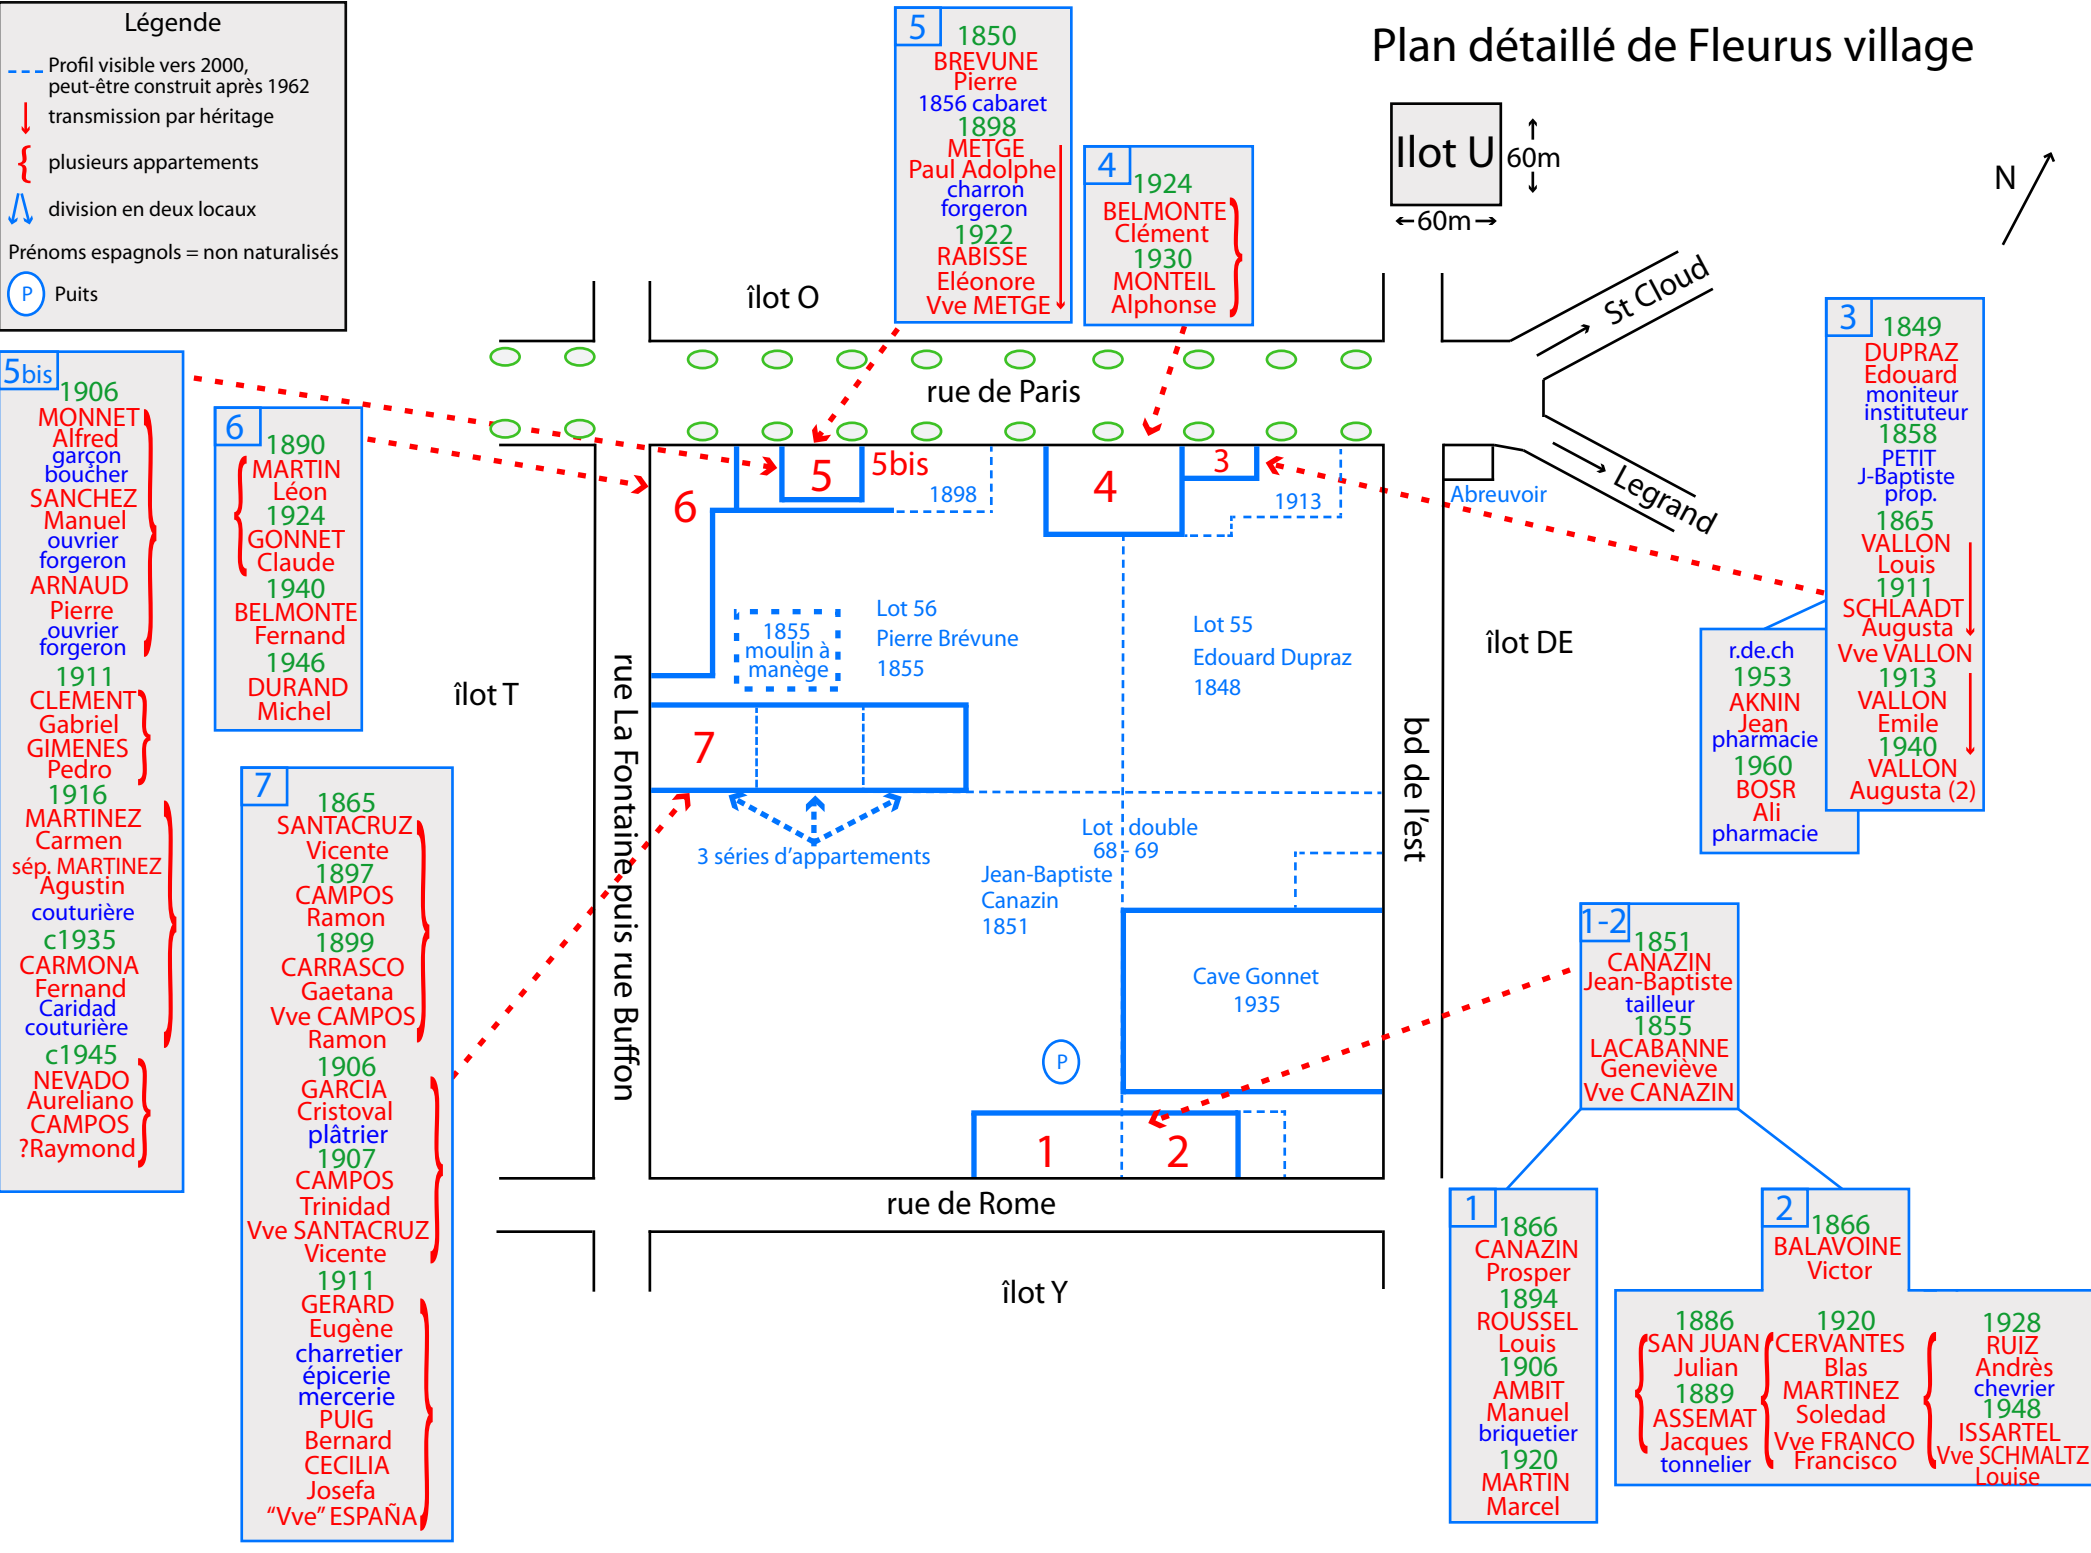 Plan détaillé de Fleurus village
Légende
Profil visible vers 2000,
peut-être construit après 1962
transmission par héritage
{ plusieurs appartements
division en deux locaux
Prénoms espagnols = non naturalisés
P Puits
Ilot U
60m
60m
N
5
1850
BREVUNE
Pierre
1856 cabaret
1898
METGE
Paul Adolphe
charron
forgeron
1922
RABISSE
Eléonore
Vve METGE
4
1924
BELMONTE
Clément
1930
MONTEIL
Alphonse
3
1849
DUPRAZ
Edouard
moniteur
instituteur
1858
PETIT
J-Baptiste
prop.
1865
VALLON
Louis
1911
SCHLAADT
Augusta
Vve VALLON
1913
VALLON
Emile
1940
VALLON
Augusta (2)
r.de.ch
1953
AKNIN
Jean
pharmacie
1960
BOSR
Ali
pharmacie
5bis
1906
MONNET
Alfred
garçon
boucher
SANCHEZ
Manuel
ouvrier
forgeron
ARNAUD
Pierre
ouvrier
forgeron
1911
CLEMENT
Gabriel
GIMENES
Pedro
1916
MARTINEZ
Carmen
sép. MARTINEZ
Agustin
couturière
c1935
CARMONA
Fernand
Caridad
couturière
c1945
NEVADO
Aureliano
CAMPOS
?Raymond
6
1890
MARTIN
Léon
1924
GONNET
Claude
1940
BELMONTE
Fernand
1946
DURAND
Michel
7
1865
SANTACRUZ
Vicente
1897
CAMPOS
Ramon
1899
CARRASCO
Gaetana
Vve CAMPOS
Ramon
1906
GARCIA
Cristoval
plâtrier
1907
CAMPOS
Trinidad
Vve SANTACRUZ
Vicente
1911
GERARD
Eugène
charretier
épicerie
mercerie
PUIG
Bernard
CECILIA
Josefa
“Vve” ESPAÑA
îlot O
rue de Paris
St Cloud
Legrand
Abreuvoir
îlot T
îlot DE
rue La Fontaine puis rue Buffon
bd de l’est
6
5
5bis
1898
4
3
1913
1855
moulin à
manège
Lot 56
Pierre Brévune
1855
Lot 55
Edouard Dupraz
1848
7
3 séries d’appartements
Lot double
68 - 69
Jean-Baptiste
Canazin
1851
Cave Gonnet
1935
P
1
2
rue de Rome
îlot Y
1-2
1851
CANAZIN
Jean-Baptiste
tailleur
1855
LACABANNE
Geneviève
Vve CANAZIN
1
1866
CANAZIN
Prosper
1894
ROUSSEL
Louis
1906
AMBIT
Manuel
briquetier
1920
MARTIN
Marcel
2
1866
BALAVOINE
Victor
1886
SAN JUAN
Julian
1889
ASSEMAT
Jacques
tonnelier
1920
CERVANTES
Blas
MARTINEZ
Soledad
Vve FRANCO
Francisco
1928
RUIZ
Andrès
chevrier
1948
ISSARTEL
Vve SCHMALTZ
Louise